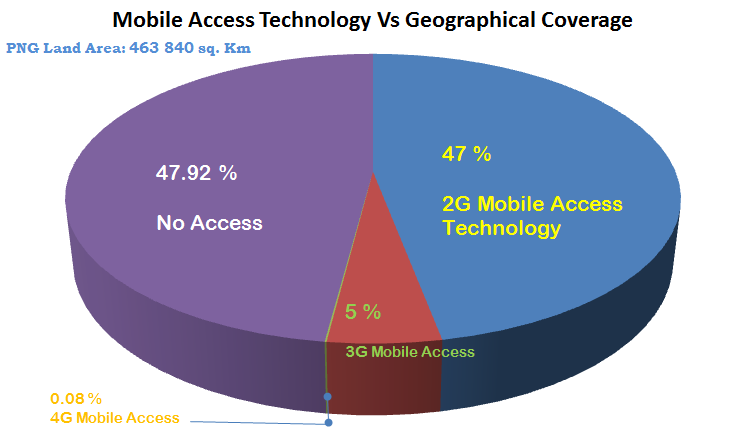 Mobile Access Technology Vs Geographical Coverage
PNG Land Area: 463 840 sq. Km
47 %
2G Mobile Access
Technology
47.92 %
No Access
5 %
3G Mobile Access
0.08 %
4G Mobile Access